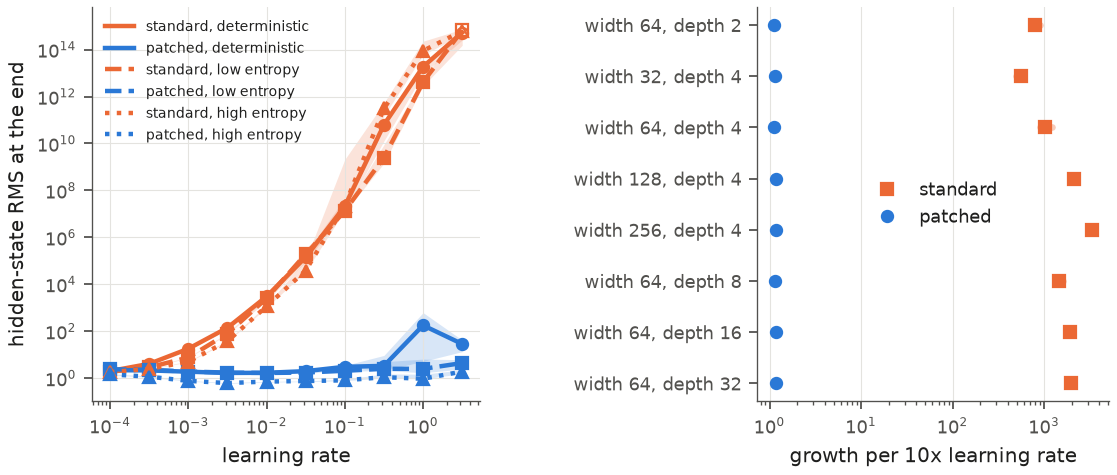 hidden-state RMS at the end
10^14
10^12
10^10
10^8
10^6
10^4
10^2
10^0
standard, deterministic
patched, deterministic
standard, low entropy
patched, low entropy
standard, high entropy
patched, high entropy
10^-4
10^-3
10^-2
10^-1
10^0
learning rate
width 64, depth 2
width 32, depth 4
width 64, depth 4
width 128, depth 4
width 256, depth 4
width 64, depth 8
width 64, depth 16
width 64, depth 32
standard
patched
10^0
10^1
10^2
10^3
growth per 10x learning rate